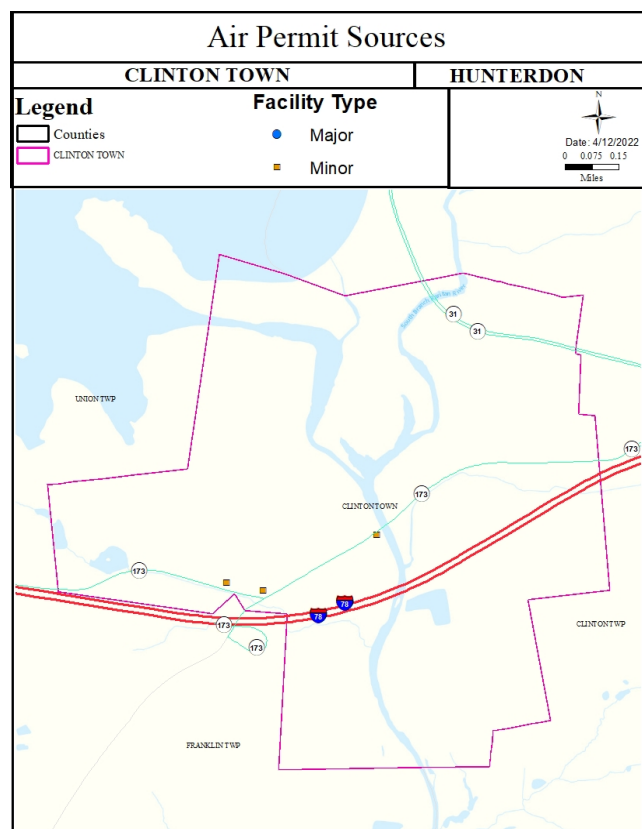 Air Permit Sources
CLINTON TOWN
HUNTERDON
Legend
Counties
CLINTON TOWN
Facility Type
Major
Minor
N
Date: 4/12/2022
0 0.075 0.15
Miles
31
31
UNION TWP
173
173
CLINTON TOWN
173
78
78
173
173
CLINTON TWP
FRANKLIN TWP